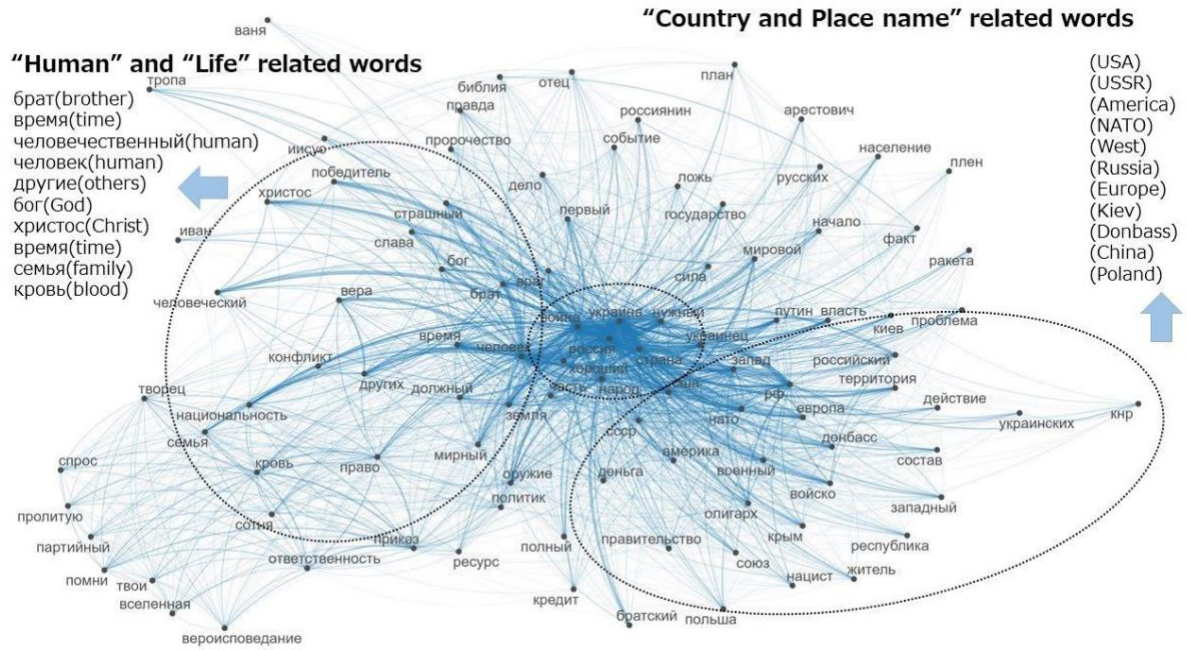 “Country and Place name” related words
“Human” and “Life” related words
брат(brother)
время(time)
человечественный(human)
человек(human)
другие(others)
бог(God)
христос(Christ)
время(time)
семья(family)
кровь(blood)
(USA)
(USSR)
(America)
(NATO)
(West)
(Russia)
(Europe)
(Kiev)
(Donbass)
(China)
(Poland)
ваня
тропа
библия
отец
план
правда
россиянин
арестович
пророчество
событие
население
иисус
победитель
плен
дело
ложь
русских
христос
страшный
первый
государство
начало
иван
слава
мировой
факт
бог
сила
ракета
человеческий
вера
брат
враг
война
украина
нужный
путин
власть
киев
проблема
время
человек
украинец
россия
страна
запад
российский
конфликт
хороший
других
должный
часть
народ
сша
рф
территория
творец
национальность
земля
нато
европа
действие
украинских
кнр
семья
ссср
мирный
америка
донбасс
спрос
кровь
право
оружие
деньга
военный
состав
политик
войско
пролитую
сотня
олигарх
западный
партийный
приказ
полный
правительство
крым
республика
помни
твои
ответственность
ресурс
союз
житель
вселенная
кредит
нацист
братский
польша
вероисповедание